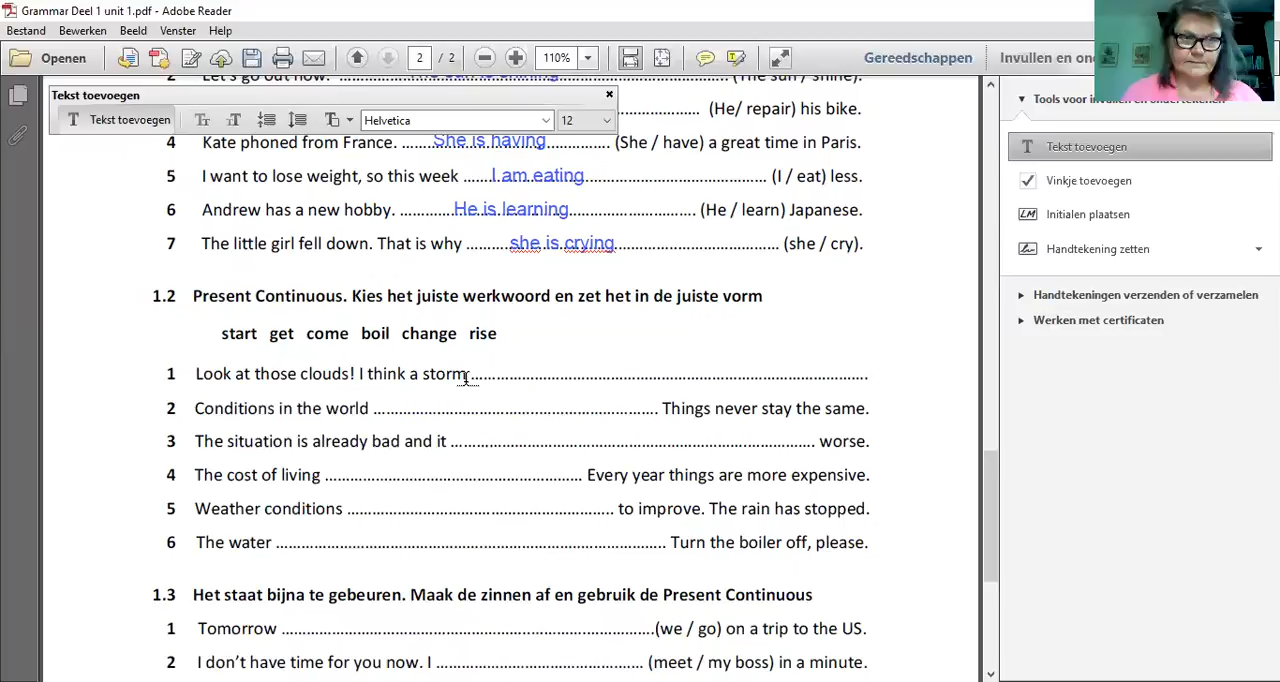 Grammar Deel 1 unit 1.pdf - Adobe Reader
Bestand Bewerken Beeld Venster Help
Openen 2 / 2 110% Gereedschappen Invullen en
Tekst toevoegen
Tekst toevoegen Helvetica 12
2 Let's go out now. (The sun / shine).
(He/ repair) his bike.
4 Kate phoned from France. She is having (She / have) a great time in Paris.
5 I want to lose weight, so this week I am eating (I / eat) less.
6 Andrew has a new hobby. He is learning (He / learn) Japanese.
7 The little girl fell down. That is why she is crying (she / cry).
1.2 Present Continuous. Kies het juiste werkwoord en zet het in de juiste vorm
start get come boil change rise
1 Look at those clouds! I think a storm
2 Conditions in the world Things never stay the same.
3 The situation is already bad and it worse.
4 The cost of living Every year things are more expensive.
5 Weather conditions to improve. The rain has stopped.
6 The water Turn the boiler off, please.
1.3 Het staat bijna te gebeuren. Maak de zinnen af en gebruik de Present Continuous
1 Tomorrow (we / go) on a trip to the US.
2 I don't have time for you now. I (meet / my boss) in a minute.
Tools voor invullen en ondertekenen
Tekst toevoegen
Vinkje toevoegen
LM Initialen plaatsen
Handtekening zetten
Handtekeningen verzenden of verzamelen
Werken met certificaten